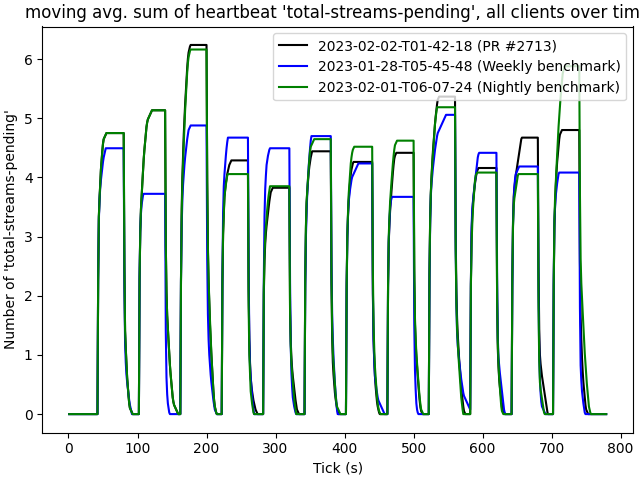 moving avg. sum of heartbeat 'total-streams-pending', all clients over tim
2023-02-02-T01-42-18 (PR #2713)
2023-01-28-T05-45-48 (Weekly benchmark)
2023-02-01-T06-07-24 (Nightly benchmark)
Number of 'total-streams-pending'
6
5
4
3
2
1
0
0 100 200 300 400 500 600 700 800
Tick (s)